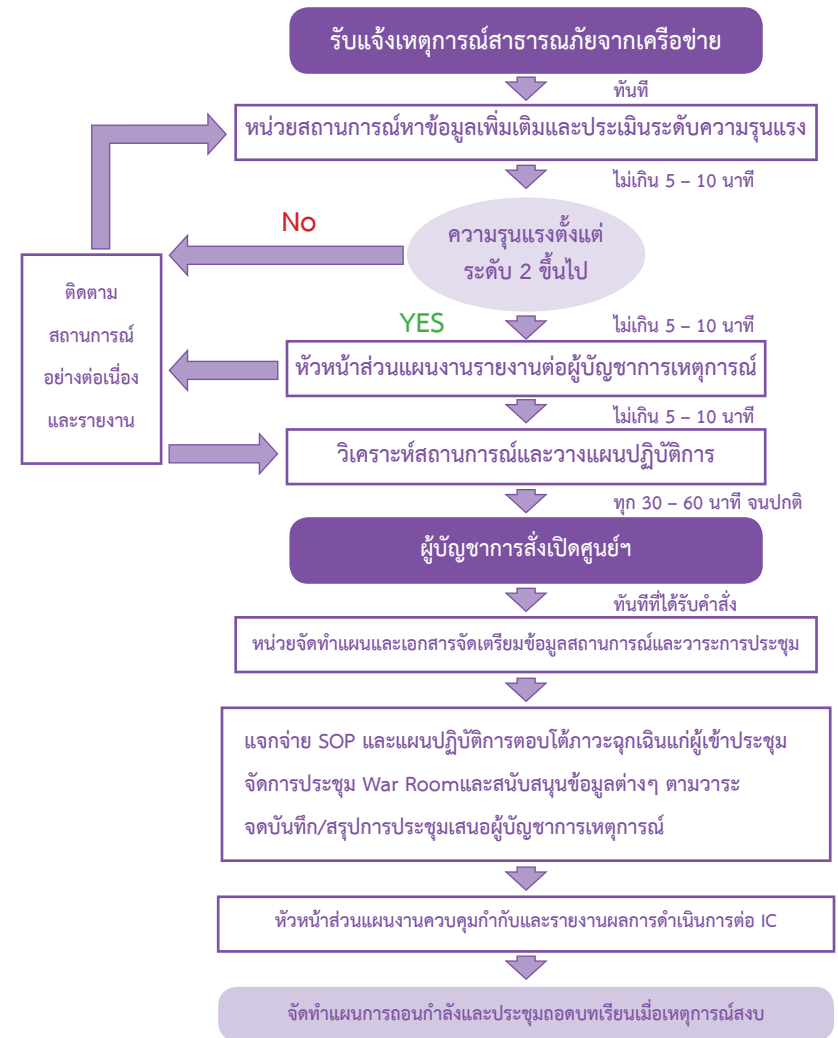 รับแจ้งเหตุการณ์สาธารณภัยจากเครือข่าย
ทันที
หน่วยสถานการณ์หาข้อมูลเพิ่มเติมและประเมินระดับความรุนแรง
ไม่เกิน 5 – 10 นาที
No
ความรุนแรงตั้งแต่
ระดับ 2 ขึ้นไป
ติดตาม
สถานการณ์
อย่างต่อเนื่อง
และรายงาน
YES
ไม่เกิน 5 – 10 นาที
หัวหน้าส่วนแผนงานรายงานต่อผู้บัญชาการเหตุการณ์
ไม่เกิน 5 – 10 นาที
วิเคราะห์สถานการณ์และวางแผนปฏิบัติการ
ทุก 30 – 60 นาที จนปกติ
ผู้บัญชาการสั่งเปิดศูนย์ฯ
ทันทีที่ได้รับคำสั่ง
หน่วยจัดทำแผนและเอกสารจัดเตรียมข้อมูลสถานการณ์และวาระการประชุม
แจกจ่าย SOP และแผนปฏิบัติการตอบโต้ภาวะฉุกเฉินแก่ผู้เข้าประชุม
จัดการประชุม War Roomและสนับสนุนข้อมูลต่างๆ ตามวาระ
จดบันทึก/สรุปการประชุมเสนอผู้บัญชาการเหตุการณ์
หัวหน้าส่วนแผนงานควบคุมกำกับและรายงานผลการดำเนินการต่อ IC
จัดทำแผนการถอนกำลังและประชุมถอดบทเรียนเมื่อเหตุการณ์สงบ